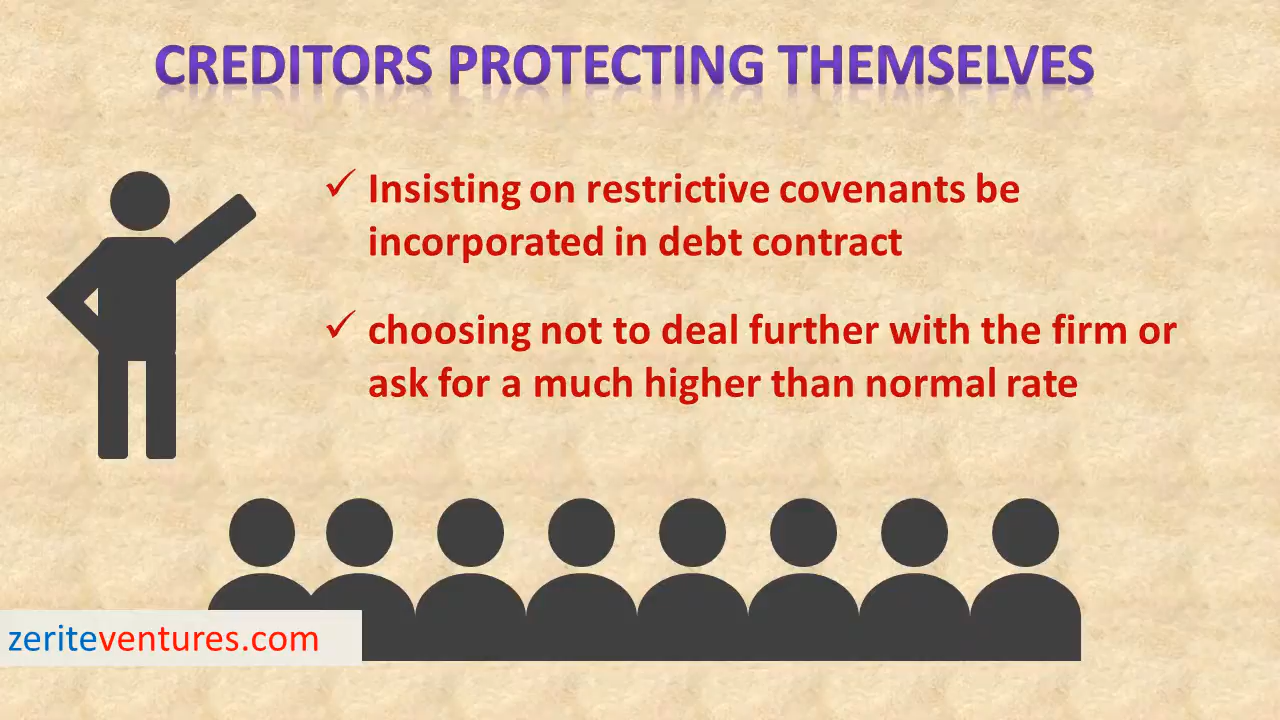 CREDITORS PROTECTING THEMSELVES
✓ Insisting on restrictive covenants be
incorporated in debt contract
✓ choosing not to deal further with the firm or
ask for a much higher than normal rate
zeriteventures.com